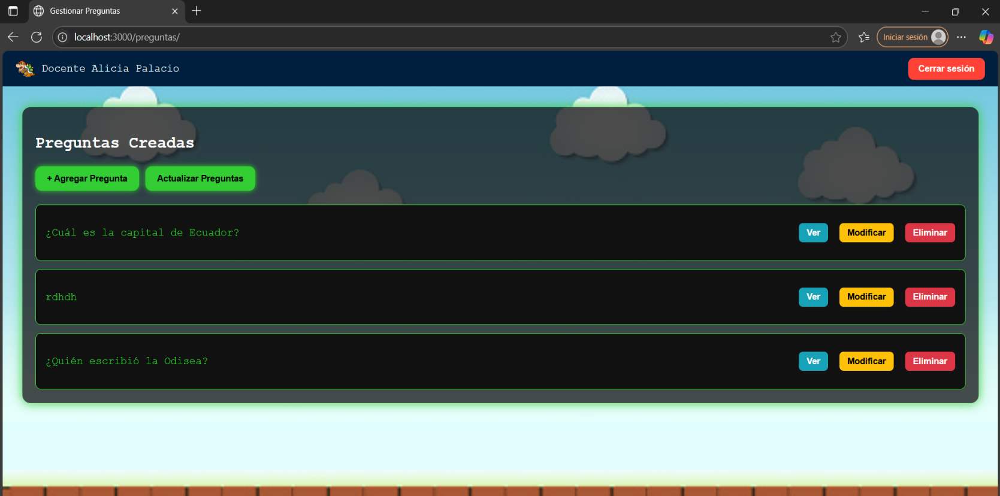 Gestionar Preguntas
localhost:3000/preguntas/
Iniciar sesión
Docente Alicia Palacio
Cerrar sesión
Preguntas Creadas
+ Agregar Pregunta
Actualizar Preguntas
¿Cuál es la capital de Ecuador?
Ver
Modificar
Eliminar
rdhdh
Ver
Modificar
Eliminar
¿Quién escribió la Odisea?
Ver
Modificar
Eliminar